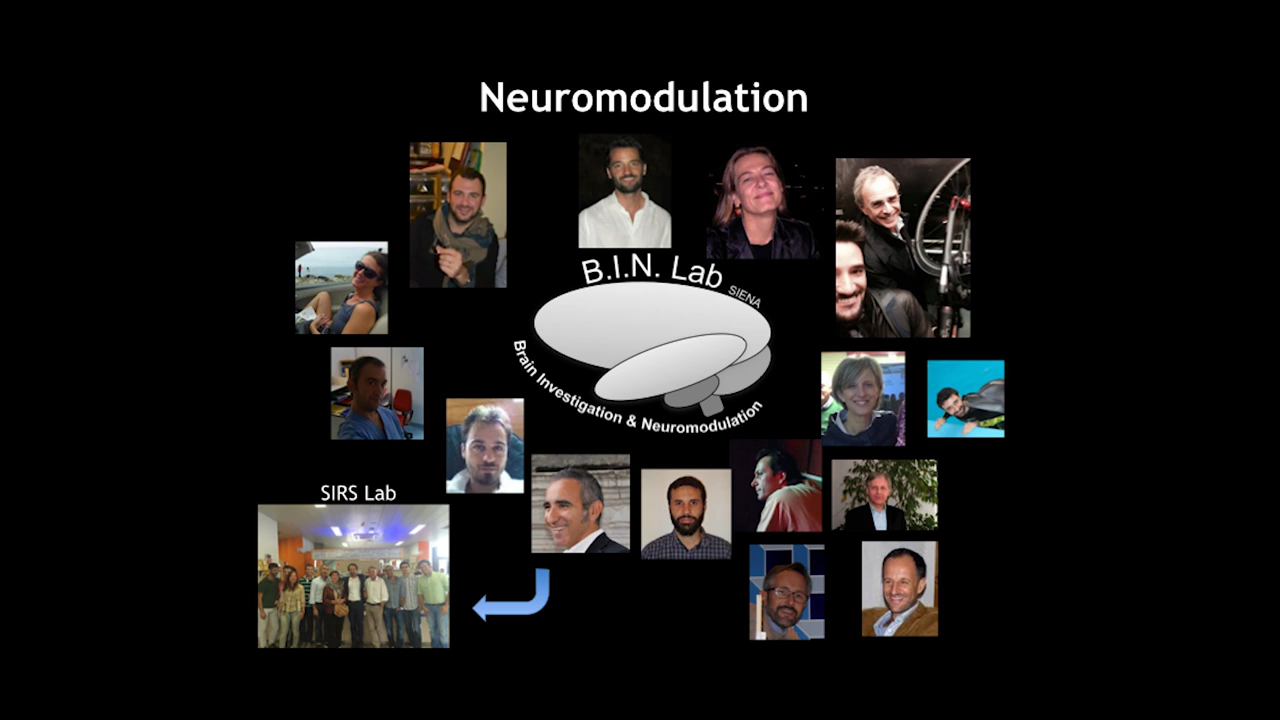 Neuromodulation
B.I.N. Lab
SIENA
Brain Investigation & Neuromodulation
SIRS Lab